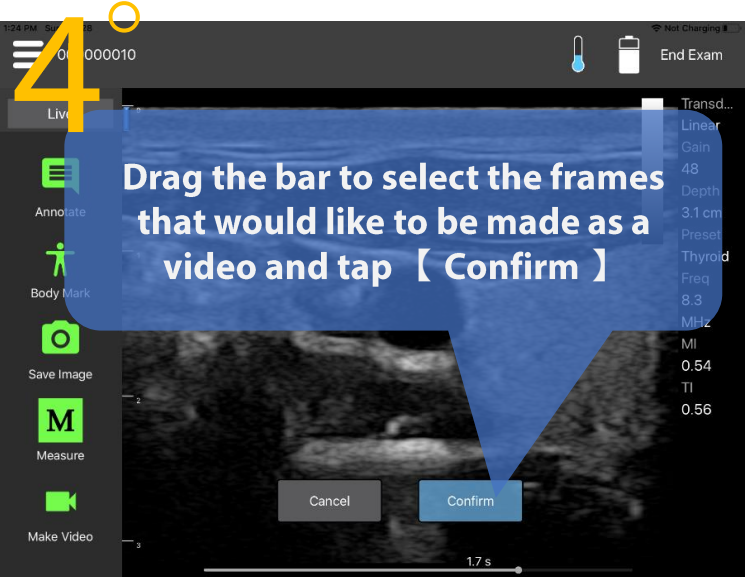 4
1:24 PM
Not Charging
End Exam
Live
Transd...
Linear
Gain
48
Depth
3.1 cm
Preset
Thyroid
Freq
8.3
MHz
MI
0.54
TI
0.56
Drag the bar to select the frames
that would like to be made as a
video and tap 【 Confirm 】
Annotate
Body Mark
Save Image
M
Measure
Make Video
2
3
Cancel
Confirm
1.7 s